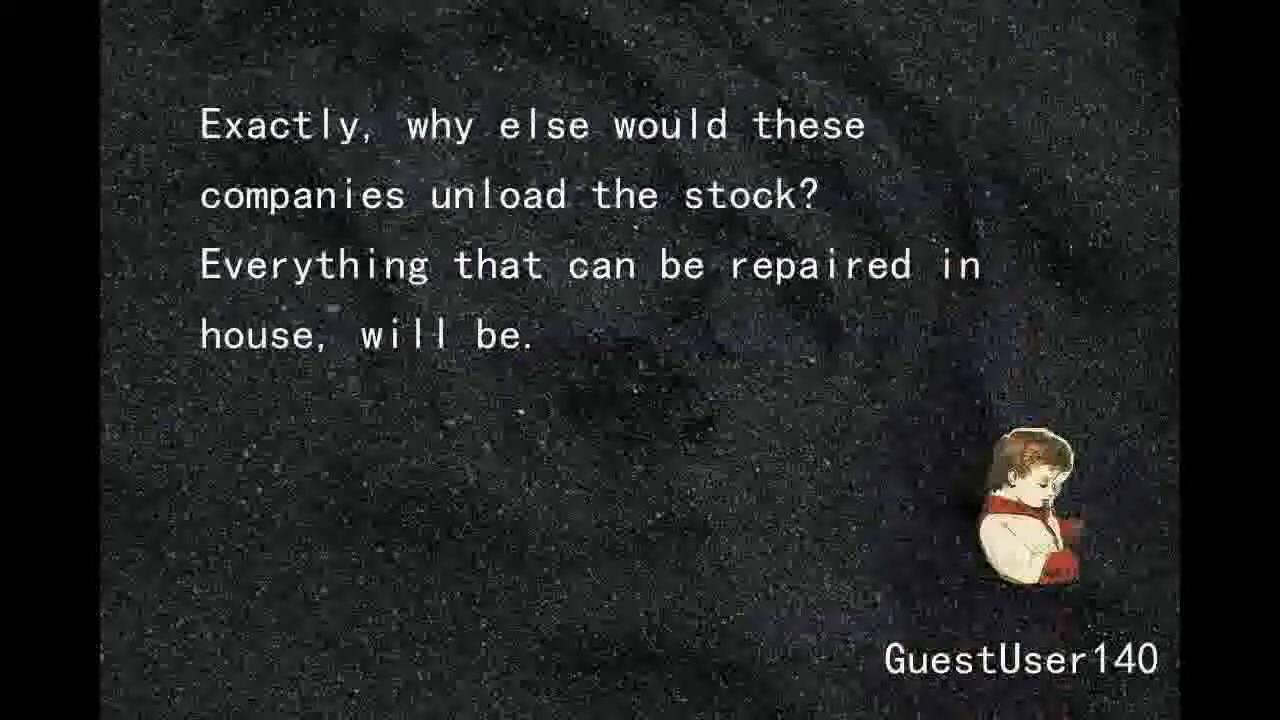 Exactly, why else would these
companies unload the stock?
Everything that can be repaired in
house, will be.
GuestUser140